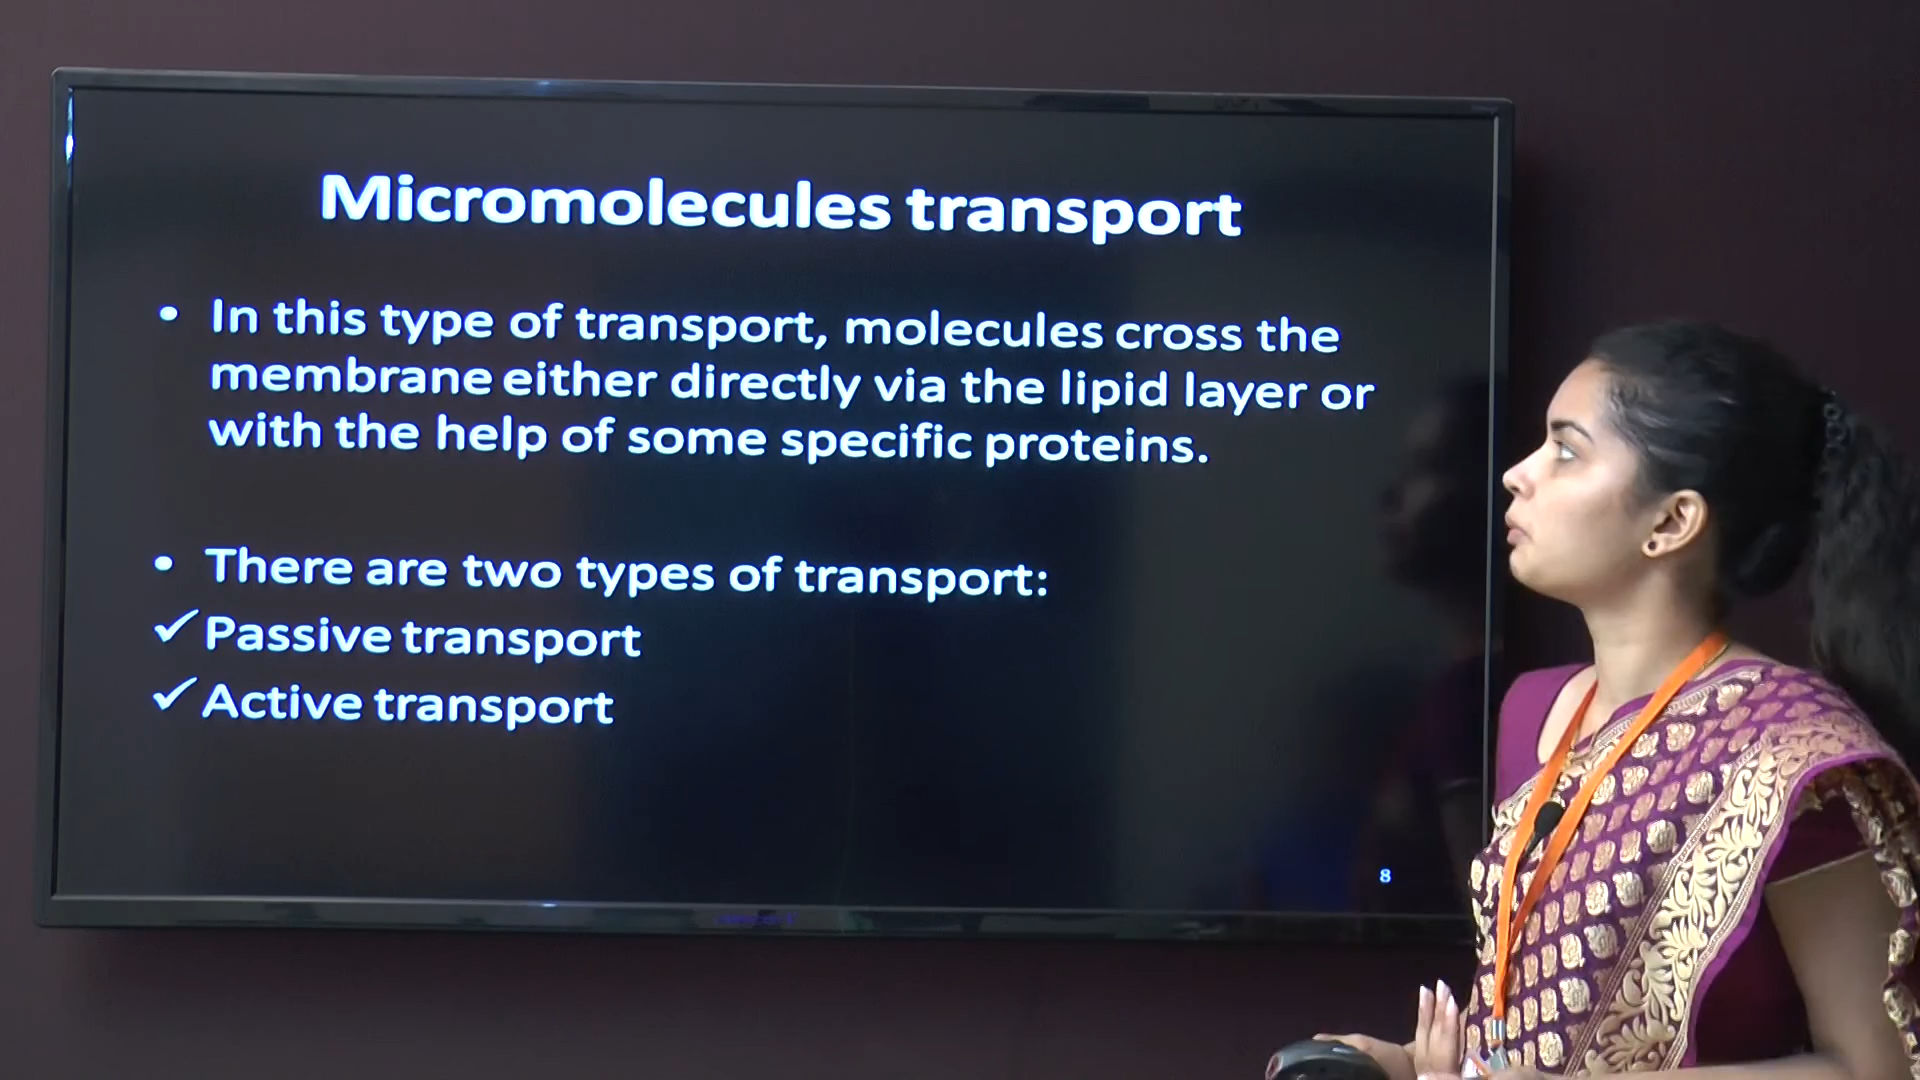 Micromolecules transport
• In this type of transport, molecules cross the
membrane either directly via the lipid layer or
with the help of some specific proteins.
• There are two types of transport:
✓ Passive transport
✓ Active transport
8